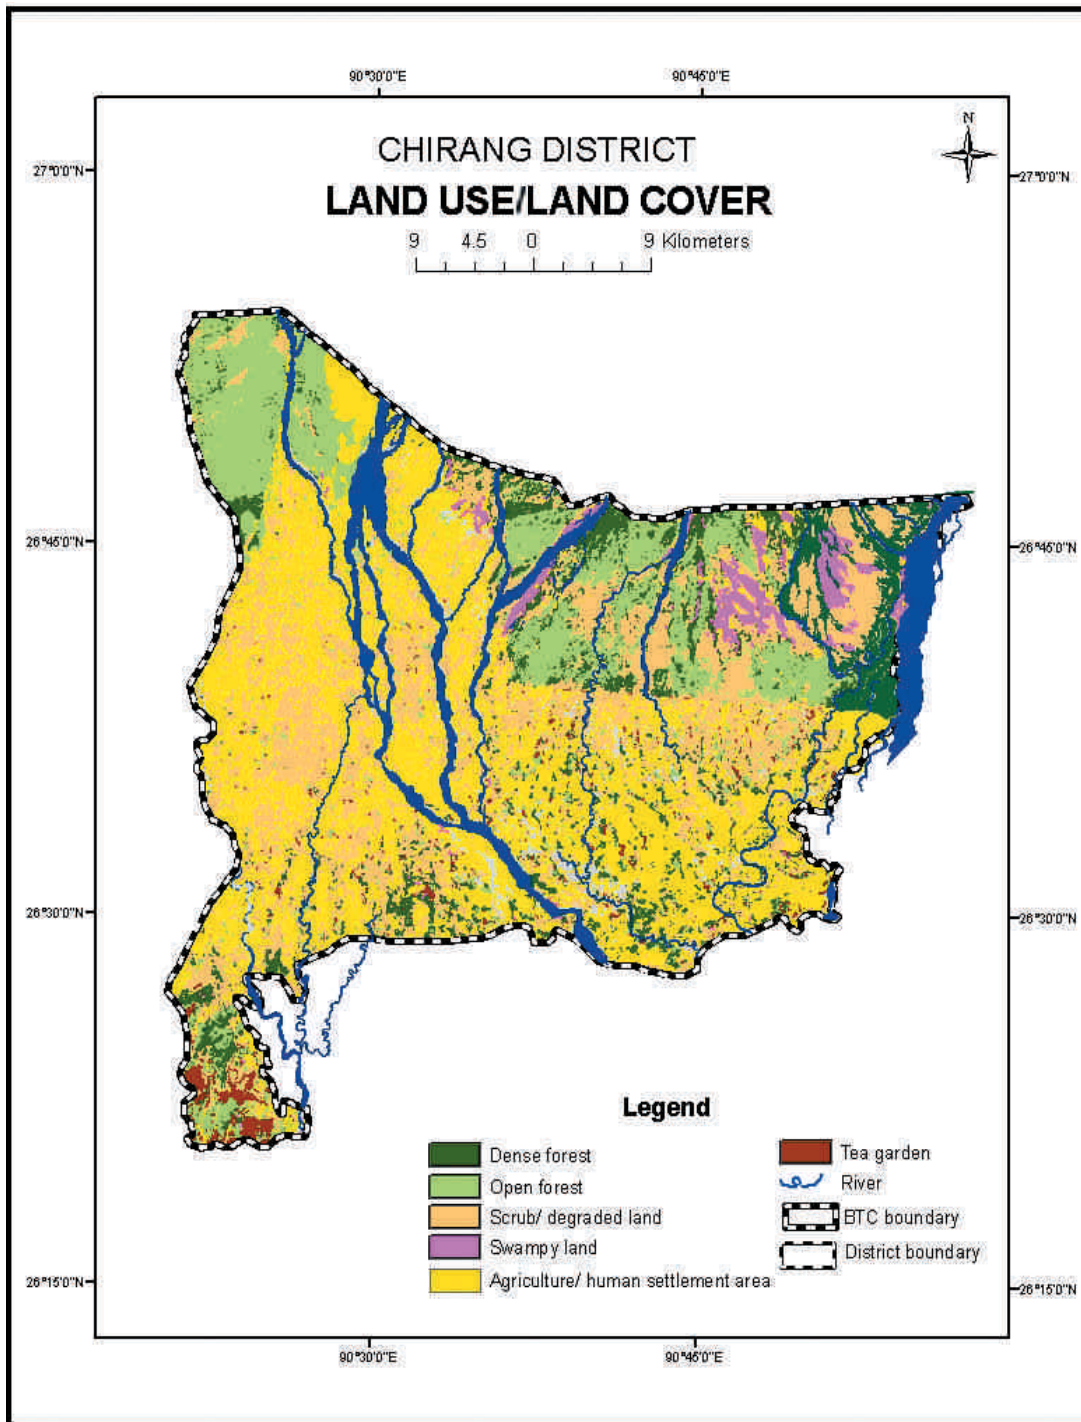 90°30'0"E 90°45'0"E
N
CHIRANG DISTRICT
27°0'0"N 27°0'0"N
LAND USE/LAND COVER
9 4.5 0 9 Kilometers
26°45'0"N 26°45'0"N
26°30'0"N 26°30'0"N
Legend
Dense forest
Open forest
Scrub/ degraded land
Swampy land
Agriculture/ human settlement area
Tea garden
River
BTC boundary
District boundary
26°15'0"N 26°15'0"N
90°30'0"E 90°45'0"E